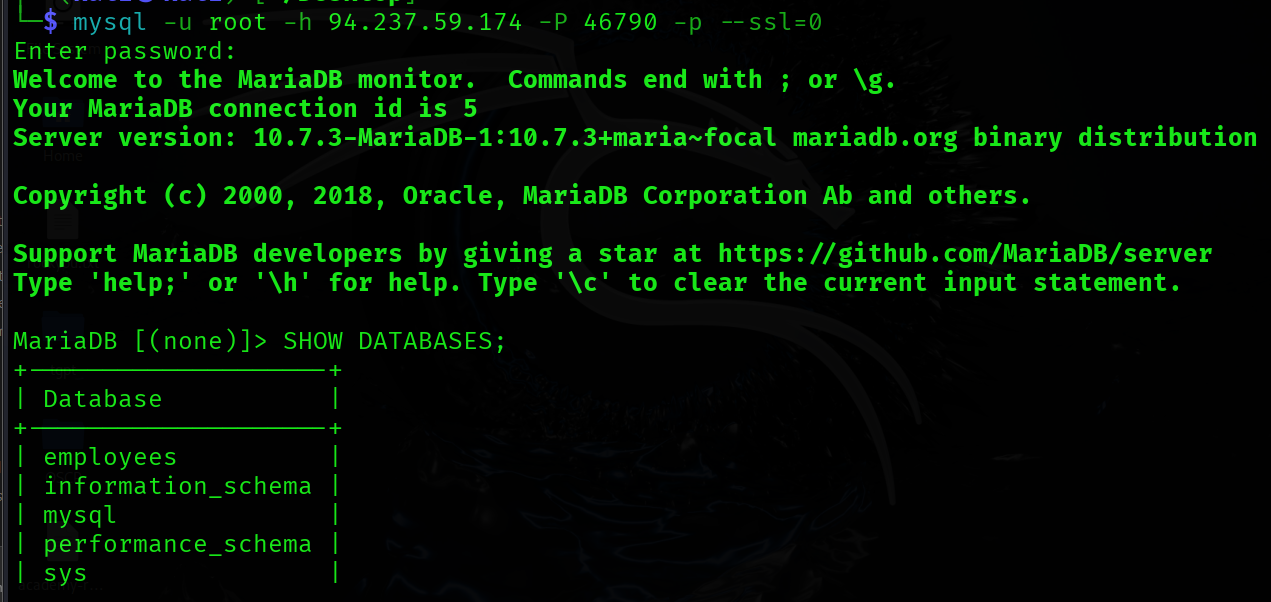 └─$ mysql -u root -h 94.237.59.174 -P 46790 -p --ssl=0
Enter password:
Welcome to the MariaDB monitor.  Commands end with ; or \g.
Your MariaDB connection id is 5
Server version: 10.7.3-MariaDB-1:10.7.3+maria~focal mariadb.org binary distribution
Copyright (c) 2000, 2018, Oracle, MariaDB Corporation Ab and others.
Support MariaDB developers by giving a star at https://github.com/MariaDB/server
Type 'help;' or '\h' for help. Type '\c' to clear the current input statement.
MariaDB [(none)]> SHOW DATABASES;
+--------------------+
| Database           |
+--------------------+
| employees          |
| information_schema |
| mysql              |
| performance_schema |
| sys                |